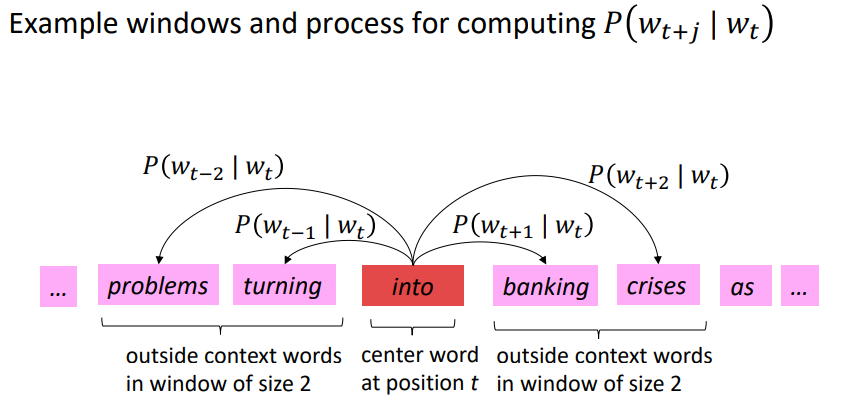 Example windows and process for computing P(wₜ₊ⱼ | wₜ)
P(wₜ₋₂ | wₜ) P(wₜ₊₂ | wₜ)
P(wₜ₋₁ | wₜ) P(wₜ₊₁ | wₜ)
... problems turning into banking crises as ...
outside context words center word outside context words
in window of size 2 at position t in window of size 2